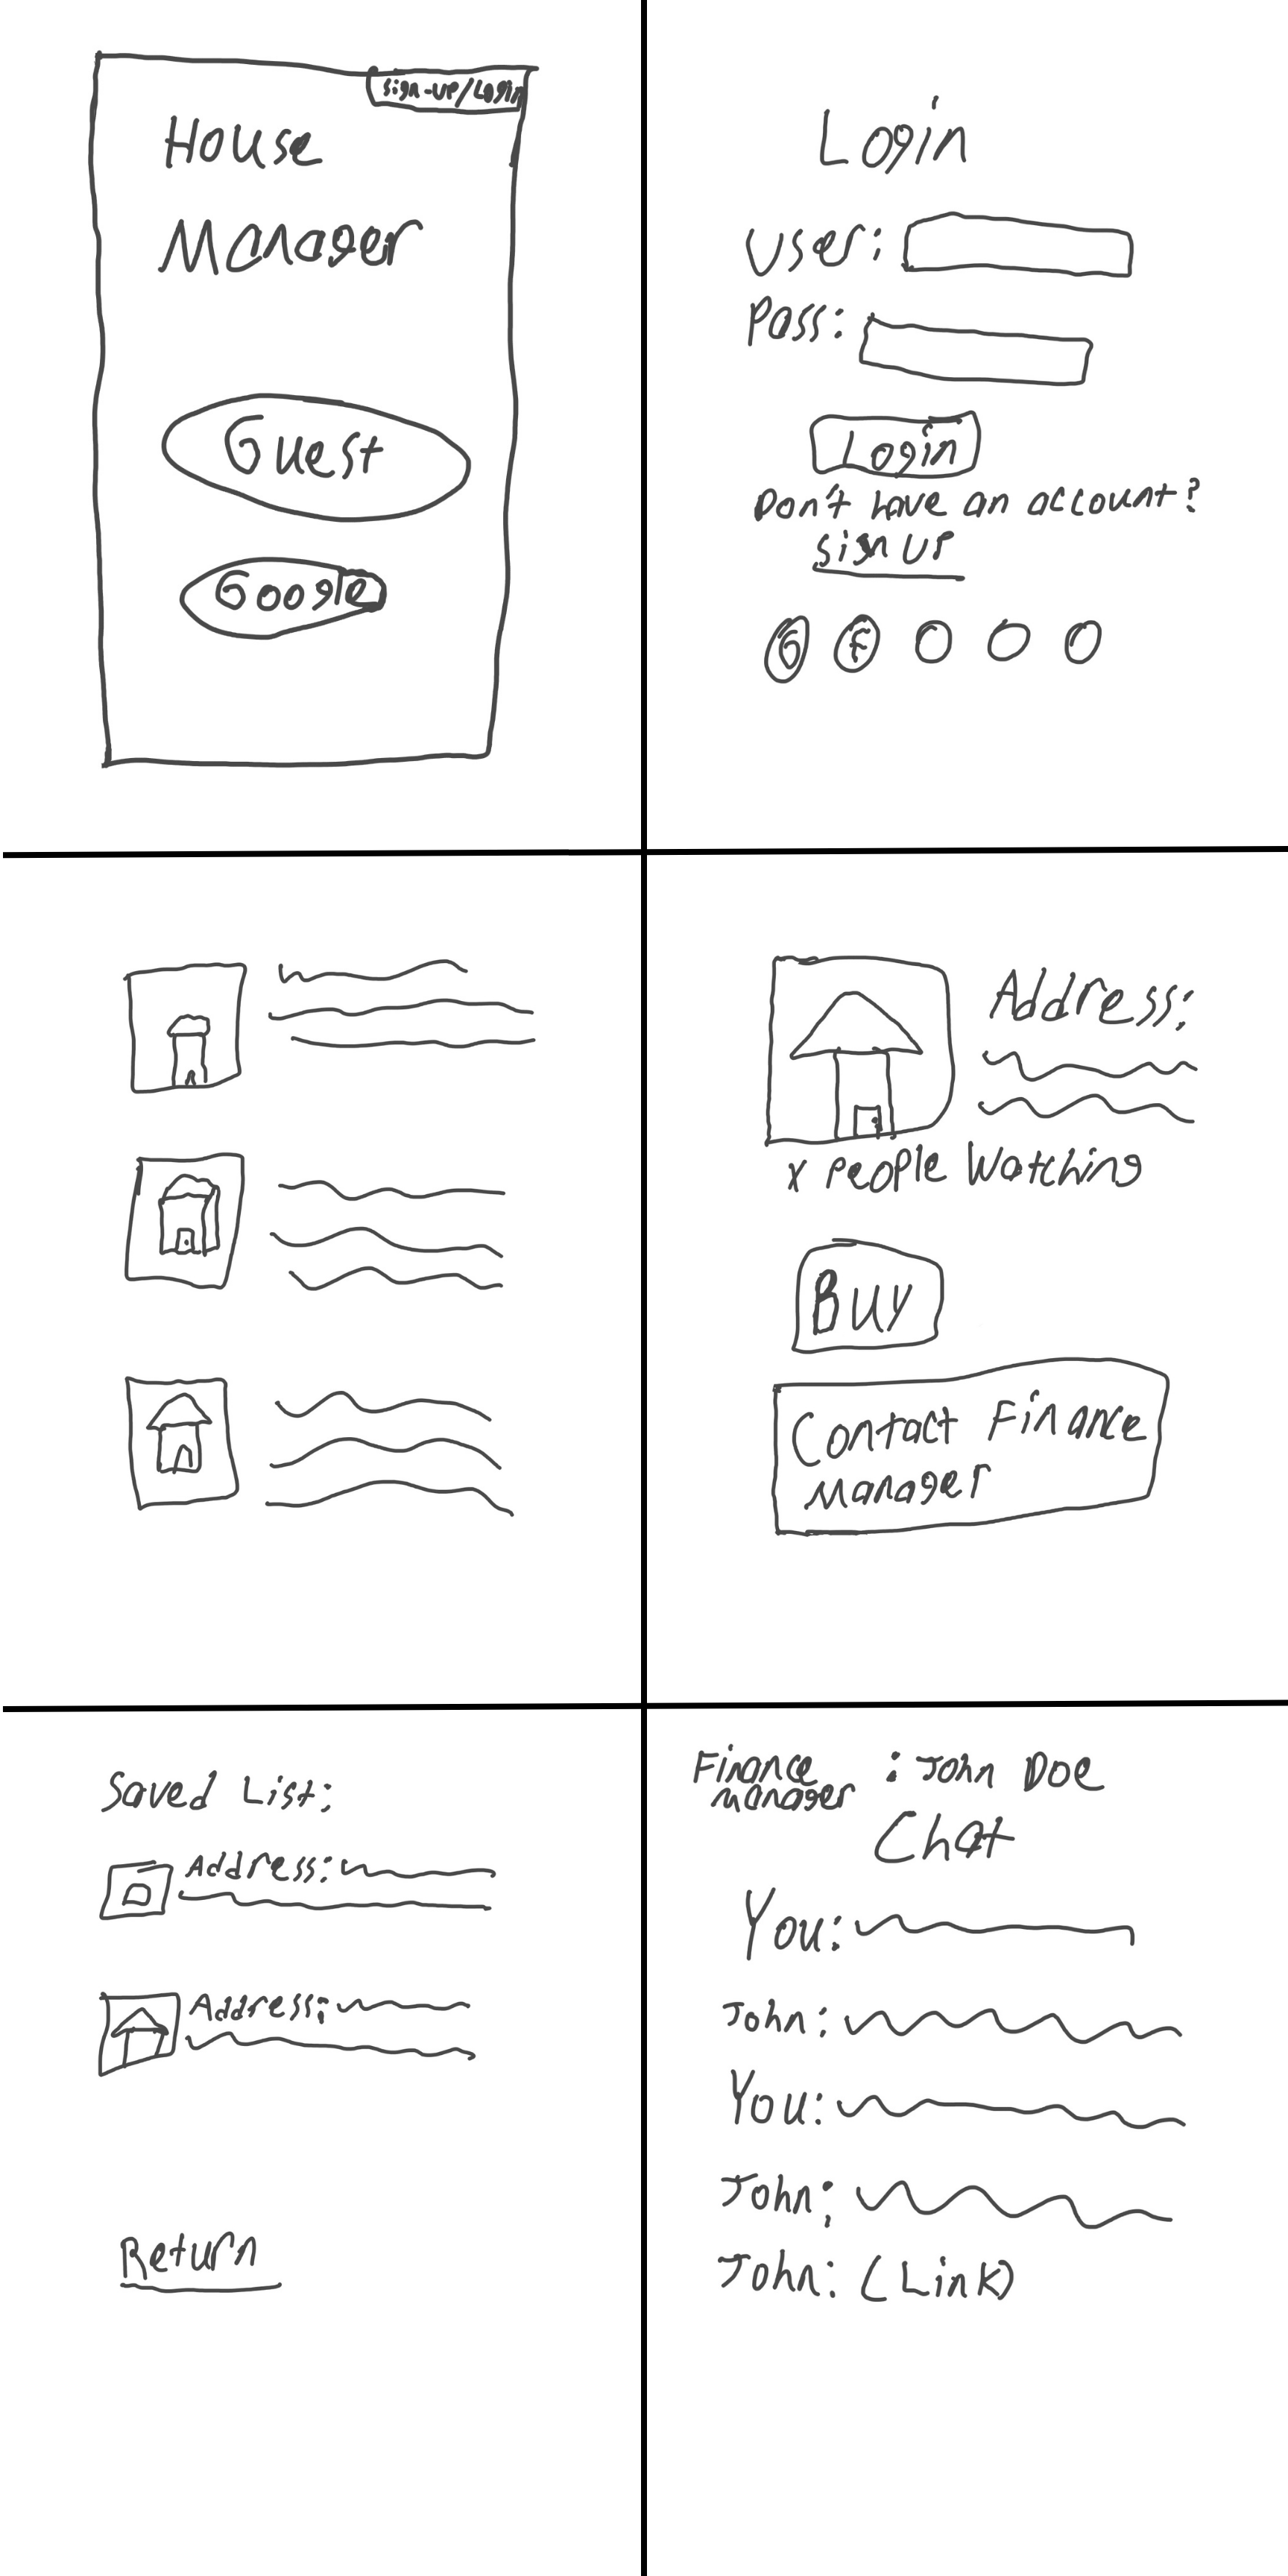 Sign-up/Login
House
Manager
Guest
Google
Login
User:
Pass:
Login
Don't have an account?
sign up
G f
Address:
X People Watching
Buy
Contact Finance
Manager
Saved List:
Address:
Address:
Return
Finance : John Doe
Manager
Chat
You:
John:
You:
John:
John: (Link)